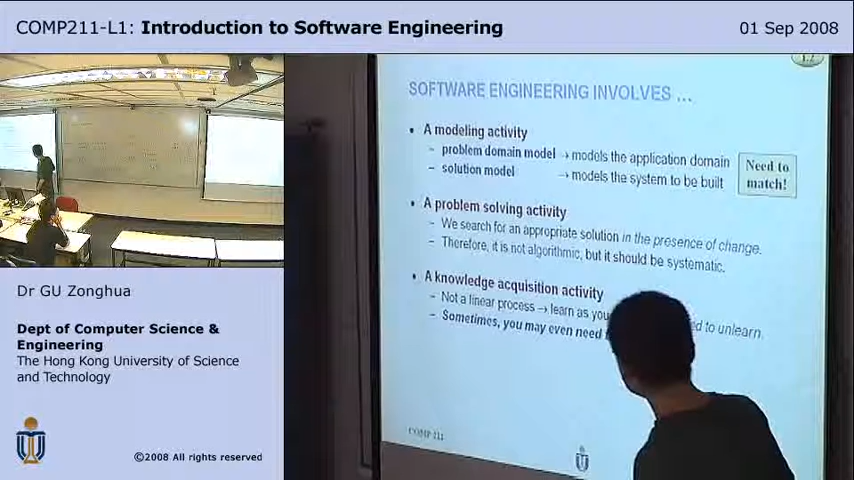 COMP211-L1: Introduction to Software Engineering
01 Sep 2008
SOFTWARE ENGINEERING INVOLVES ...
• A modeling activity
– problem domain model → models the application domain
– solution model → models the system to be built
Need to
match!
• A problem solving activity
– We search for an appropriate solution in the presence of change.
– Therefore, it is not algorithmic, but it should be systematic.
• A knowledge acquisition activity
– Not a linear process → learn as you
– Sometimes, you may even need to unlearn.
COMP 211
Dr GU Zonghua
Dept of Computer Science &
Engineering
The Hong Kong University of Science
and Technology
©2008 All rights reserved